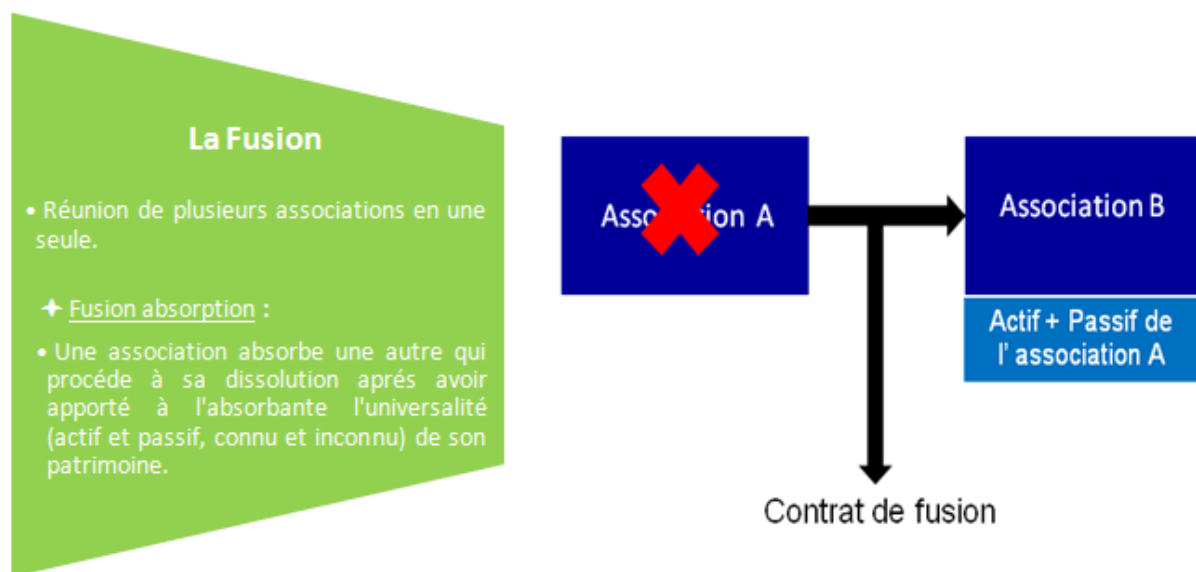 La Fusion
• Réunion de plusieurs associations en une
seule.
Fusion absorption :
• Une association absorbe une autre qui
procéde à sa dissolution aprés avoir
apporté à l'absorbante l'universalité
(actif et passif, connu et inconnu) de son
patrimoine.
Association A
Association B
Actif + Passif de
l' association A
Contrat de fusion